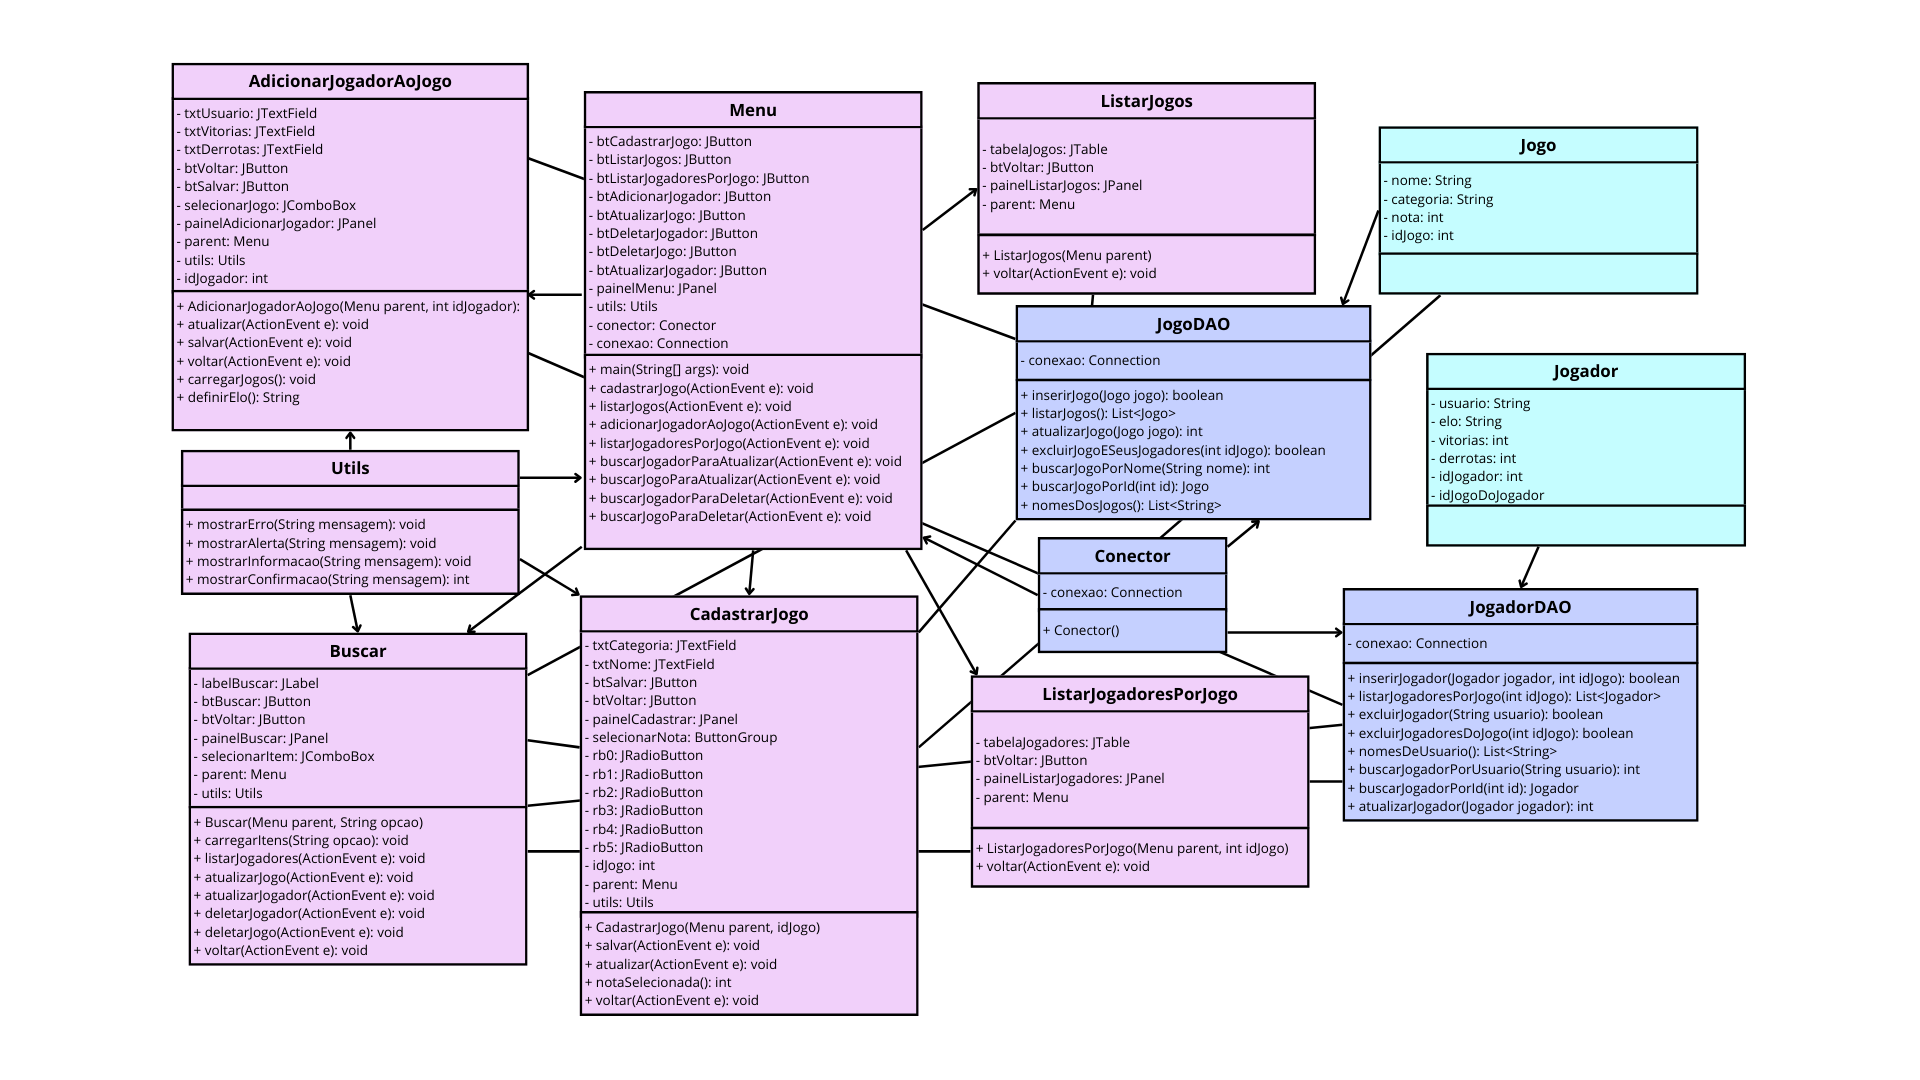 AdicionarJogadorAoJogo
- txtUsuario: JTextField
- txtVitorias: JTextField
- txtDerrotas: JTextField
- btVoltar: JButton
- btSalvar: JButton
- selecionarJogo: JComboBox
- painelAdicionarJogador: JPanel
- parent: Menu
- utils: Utils
- idJogador: int
+ AdicionarJogadorAoJogo(Menu parent, int idJogador):
+ atualizar(ActionEvent e): void
+ salvar(ActionEvent e): void
+ voltar(ActionEvent e): void
+ carregarJogos(): void
+ definirElo(): String
Menu
- btCadastrarJogo: JButton
- btListarJogos: JButton
- btListarJogadoresPorJogo: JButton
- btAdicionarJogador: JButton
- btAtualizarJogo: JButton
- btDeletarJogador: JButton
- btDeletarJogo: JButton
- btAtualizarJogador: JButton
- painelMenu: JPanel
- utils: Utils
- conector: Conector
- conexao: Connection
+ main(String[] args): void
+ cadastrarJogo(ActionEvent e): void
+ listarJogos(ActionEvent e): void
+ adicionarJogadorAoJogo(ActionEvent e): void
+ listarJogadoresPorJogo(ActionEvent e): void
+ buscarJogadorParaAtualizar(ActionEvent e): void
+ buscarJogoParaAtualizar(ActionEvent e): void
+ buscarJogadorParaDeletar(ActionEvent e): void
+ buscarJogoParaDeletar(ActionEvent e): void
ListarJogos
- tabelaJogos: JTable
- btVoltar: JButton
- painelListarJogos: JPanel
- parent: Menu
+ ListarJogos(Menu parent)
+ voltar(ActionEvent e): void
Jogo
- nome: String
- categoria: String
- nota: int
- idJogo: int
JogoDAO
- conexao: Connection
+ inserirJogo(Jogo jogo): boolean
+ listarJogos(): List<Jogo>
+ atualizarJogo(Jogo jogo): int
+ excluirJogoESeusJogadores(int idJogo): boolean
+ buscarJogoPorNome(String nome): int
+ buscarJogoPorId(int id): Jogo
+ nomesDosJogos(): List<String>
Jogador
- usuario: String
- elo: String
- vitorias: int
- derrotas: int
- idJogador: int
- idJogoDoJogador
Utils
+ mostrarErro(String mensagem): void
+ mostrarAlerta(String mensagem): void
+ mostrarInformacao(String mensagem): void
+ mostrarConfirmacao(String mensagem): int
Conector
- conexao: Connection
+ Conector()
JogadorDAO
- conexao: Connection
+ inserirJogador(Jogador jogador, int idJogo): boolean
+ listarJogadoresPorJogo(int idJogo): List<Jogador>
+ excluirJogador(String usuario): boolean
+ excluirJogadoresDoJogo(int idJogo): boolean
+ nomesDeUsuario(): List<String>
+ buscarJogadorPorUsuario(String usuario): int
+ buscarJogadorPorId(int id): Jogador
+ atualizarJogador(Jogador jogador): int
Buscar
- labelBuscar: JLabel
- btBuscar: JButton
- btVoltar: JButton
- painelBuscar: JPanel
- selecionarItem: JComboBox
- parent: Menu
- utils: Utils
+ Buscar(Menu parent, String opcao)
+ carregarItens(String opcao): void
+ listarJogadores(ActionEvent e): void
+ atualizarJogo(ActionEvent e): void
+ atualizarJogador(ActionEvent e): void
+ deletarJogador(ActionEvent e): void
+ deletarJogo(ActionEvent e): void
+ voltar(ActionEvent e): void
CadastrarJogo
- txtCategoria: JTextField
- txtNome: JTextField
- btSalvar: JButton
- btVoltar: JButton
- painelCadastrar: JPanel
- selecionarNota: ButtonGroup
- rb0: JRadioButton
- rb1: JRadioButton
- rb2: JRadioButton
- rb3: JRadioButton
- rb4: JRadioButton
- rb5: JRadioButton
- idJogo: int
- parent: Menu
- utils: Utils
+ CadastrarJogo(Menu parent, idJogo)
+ salvar(ActionEvent e): void
+ atualizar(ActionEvent e): void
+ notaSelecionada(): int
+ voltar(ActionEvent e): void
ListarJogadoresPorJogo
- tabelaJogadores: JTable
- btVoltar: JButton
- painelListarJogadores: JPanel
- parent: Menu
+ ListarJogadoresPorJogo(Menu parent, int idJogo)
+ voltar(ActionEvent e): void